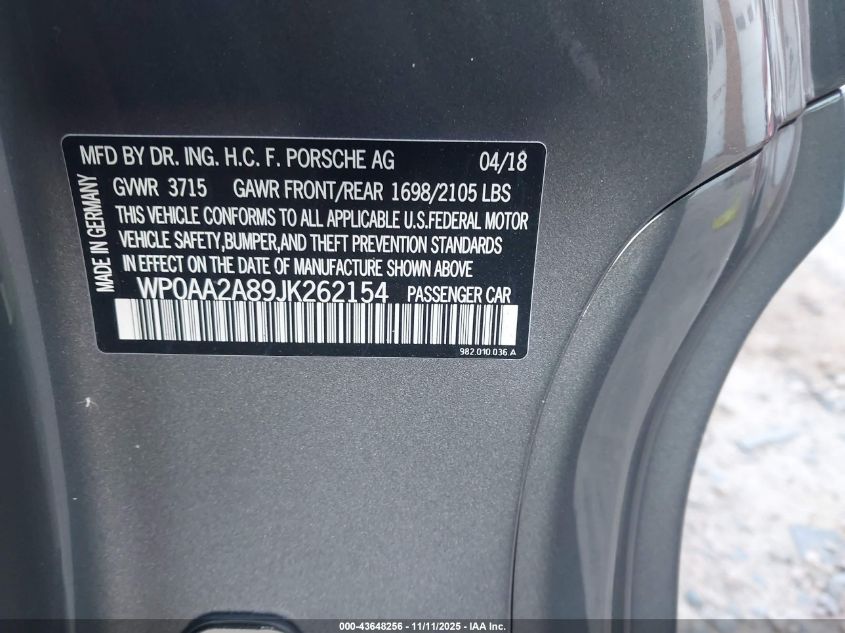 MFD BY DR. ING. H.C. F. PORSCHE AG 04/18
GVWR 3715 GAWR FRONT/REAR 1698/2105 LBS
THIS VEHICLE CONFORMS TO ALL APPLICABLE U.S.FEDERAL MOTOR
VEHICLE SAFETY,BUMPER,AND THEFT PREVENTION STANDARDS
IN EFFECT ON THE DATE OF MANUFACTURE SHOWN ABOVE
WP0AA2A89JK262154 PASSENGER CAR
982.010.036 A
MADE IN GERMANY
000-43648256 - 11/11/2025 - IAA Inc.